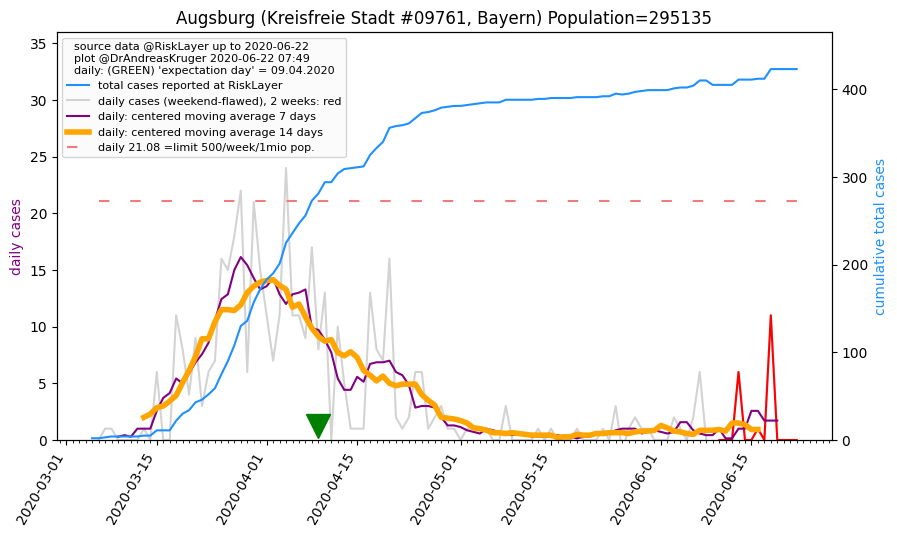 Augsburg (Kreisfreie Stadt #09761, Bayern) Population=295135
source data @RiskLayer up to 2020-06-22
plot @DrAndreasKruger 2020-06-22 07:49
daily: (GREEN) 'expectation day' = 09.04.2020
total cases reported at RiskLayer
daily cases (weekend-flawed), 2 weeks: red
daily: centered moving average 7 days
daily: centered moving average 14 days
daily 21.08 =limit 500/week/1mio pop.
daily cases
35
30
25
20
15
10
5
0
cumulative total cases
400
300
200
100
0
2020-03-01
2020-03-15
2020-04-01
2020-04-15
2020-05-01
2020-05-15
2020-06-01
2020-06-15